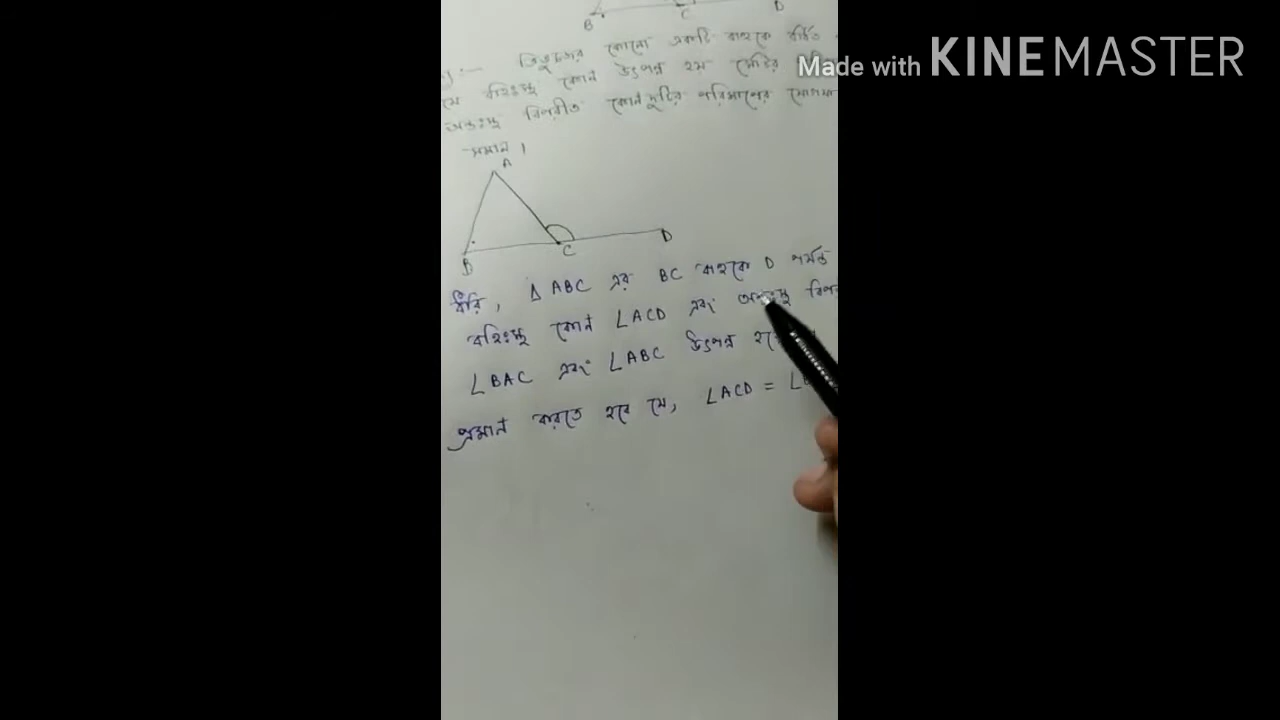 B C D
ত্রিভুজের কোনো একটি বাহুকে বর্ধিত
যে বহিঃস্থ কোন উৎপন্ন হয় সেটির
অন্তঃস্থ বিপরীত কোনদুটির পরিমাপের
সমান ।
A
B C D
ধরি, Δ ABC এর BC বাহুকে D পর্যন্ত
বহিঃস্থ কোন ∠ACD এবং অন্তঃস্থ
∠BAC এবং ∠ABC উৎপন্ন
প্রমান করতে হবে যে, ∠ACD =
Made with KINEMASTER